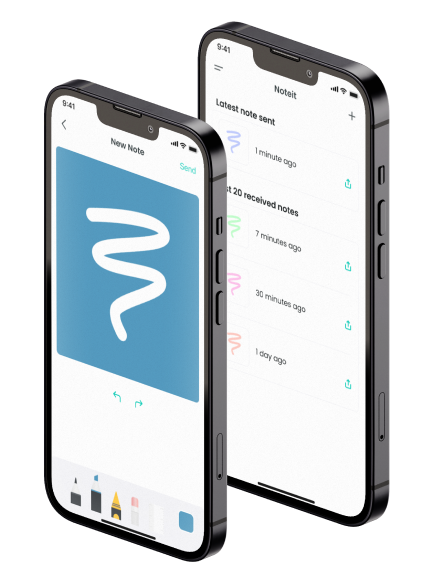 9:41
New Note
Send
9:41
Noteit
Latest note sent
1 minute ago
st 20 received notes
7 minutes ago
30 minutes ago
1 day ago